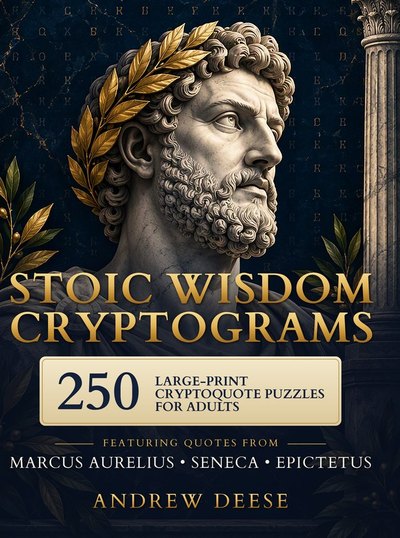 STOIC WISDOM
CRYPTOGRAMS
250
LARGE-PRINT
CRYPTOQUOTE PUZZLES
FOR ADULTS
FEATURING QUOTES FROM
MARCUS AURELIUS • SENECA • EPICTETUS
ANDREW DEESE